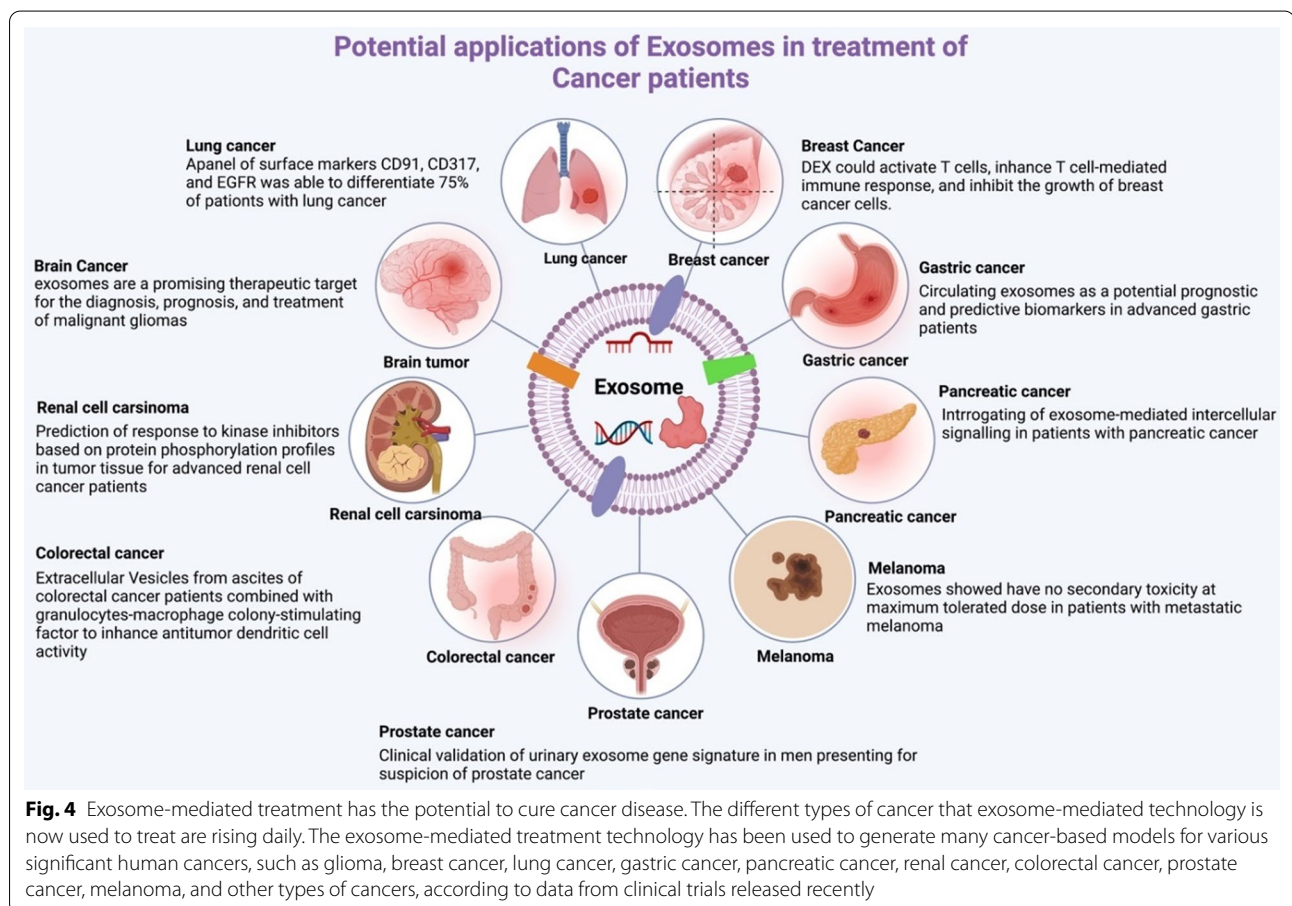 Potential applications of Exosomes in treatment of
Cancer patients
Lung cancer
Apanel of surface markers CD91, CD317,
and EGFR was able to differentiate 75%
of pationts with lung cancer
Lung cancer
Breast Cancer
DEX could activate T cells, inhance T cell-mediated
immune response, and inhibit the growth of breast
cancer cells.
Breast cancer
Brain Cancer
exosomes are a promising therapeutic target
for the diagnosis, prognosis, and treatment
of malignant gliomas
Brain tumor
Gastric cancer
Circulating exosomes as a potential prognostic
and predictive biomarkers in advanced gastric
patients
Gastric cancer
Exosome
Renal cell carsinoma
Prediction of response to kinase inhibitors
based on protein phosphorylation profiles
in tumor tissue for advanced renal cell
cancer patients
Renal cell carsinoma
Pancreatic cancer
Intrrogating of exosome-mediated intercellular
signalling in patients with pancreatic cancer
Pancreatic cancer
Colorectal cancer
Extracellular Vesicles from ascites of
colorectal cancer patients combined with
granulocytes-macrophage colony-stimulating
factor to inhance antitumor dendritic cell
activity
Colorectal cancer
Melanoma
Exosomes showed have no secondary toxicity at
maximum tolerated dose in patients with metastatic
melanoma
Melanoma
Prostate cancer
Prostate cancer
Clinical validation of urinary exosome gene signature in men presenting for
suspicion of prostate cancer
Fig. 4 Exosome-mediated treatment has the potential to cure cancer disease. The different types of cancer that exosome-mediated technology is
now used to treat are rising daily. The exosome-mediated treatment technology has been used to generate many cancer-based models for various
significant human cancers, such as glioma, breast cancer, lung cancer, gastric cancer, pancreatic cancer, renal cancer, colorectal cancer, prostate
cancer, melanoma, and other types of cancers, according to data from clinical trials released recently